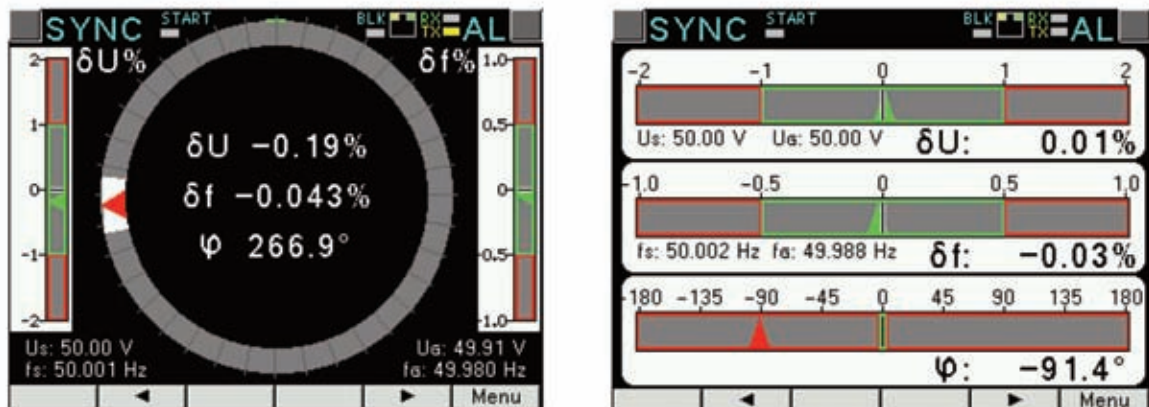 SYNC START BLK RX TX AL
δU% δf%
2 1.0
1 0.5
δU -0.19%
0 δf -0.043% 0
φ 266.9°
-1 -0.5
-2 -1.0
Us: 50.00 V UG: 49.91 V
fs: 50.001 Hz fG: 49.980 Hz
◄ ► Menu
SYNC START BLK RX TX AL
-2 -1 0 1 2
Us: 50.00 V UG: 50.00 V δU: 0.01%
-1.0 -0.5 0 0.5 1.0
fs: 50.002 Hz fG: 49.988 Hz δf: -0.03%
-180 -135 -90 -45 0 45 90 135 180
φ: -91.4°
◄ ► Menu